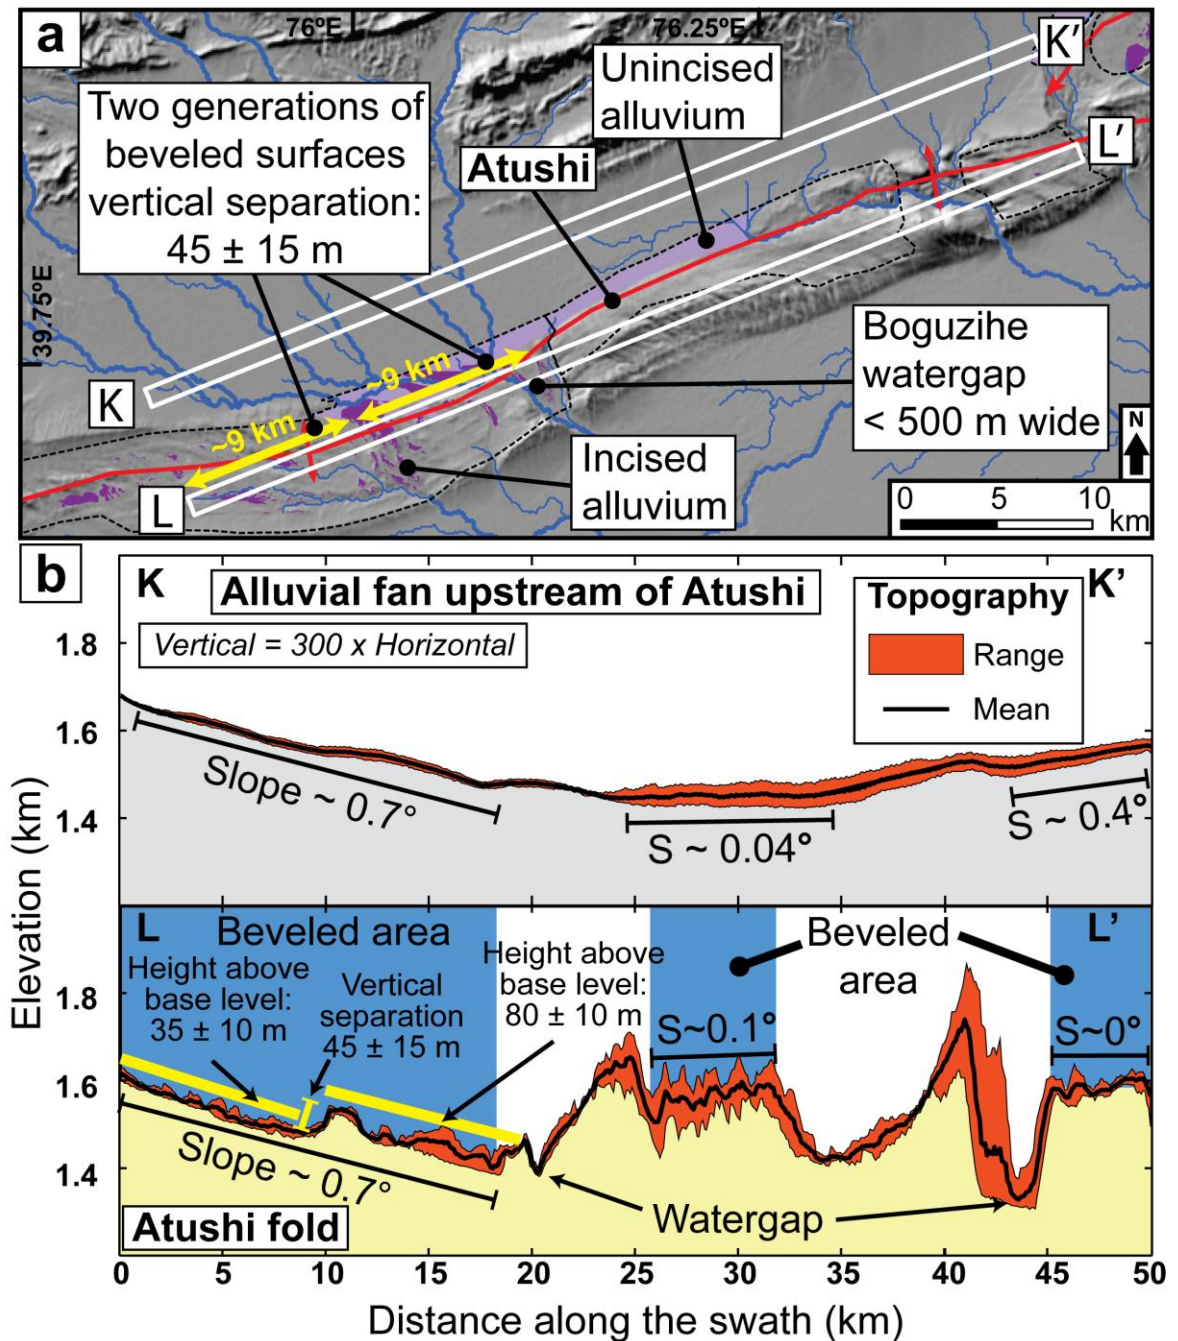 a
76ºE
76.25ºE
K'
Two generations of
beveled surfaces
vertical separation:
45 ± 15 m
Unincised
alluvium
Atushi
L'
39.75ºE
~9 km
~9 km
K
L
Boguzihe
watergap
< 500 m wide
Incised
alluvium
N
0 5 10
km
b
K
Alluvial fan upstream of Atushi
K’
Vertical = 300 x Horizontal
Topography
Range
Mean
1.8
1.6
1.4
Slope ~ 0.7°
S ~ 0.04°
S ~ 0.4°
Elevation (km)
L
Beveled area
Height above
base level:
35 ± 10 m
Vertical
separation
45 ± 15 m
Height above
base level:
80 ± 10 m
Beveled
area
L’
S~0.1°
S~0°
1.8
1.6
1.4
Slope ~ 0.7°
Watergap
Atushi fold
0 5 10 15 20 25 30 35 40 45 50
Distance along the swath (km)